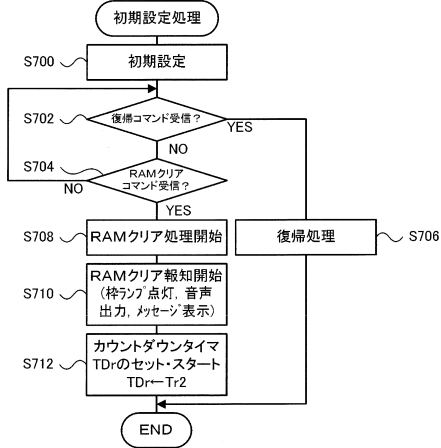 初期設定処理
S700
初期設定
S702
復帰コマンド受信？
YES
NO
S704
RAMクリア
コマンド受信？
NO
YES
S708
RAMクリア処理開始
復帰処理
S706
S710
RAMクリア報知開始
(枠ﾗﾝﾌﾟ点灯, 音声
出力, ﾒｯｾｰｼﾞ表示)
S712
カウントダウンタイマ
TDrのセット・スタート
TDr←Tr2
END